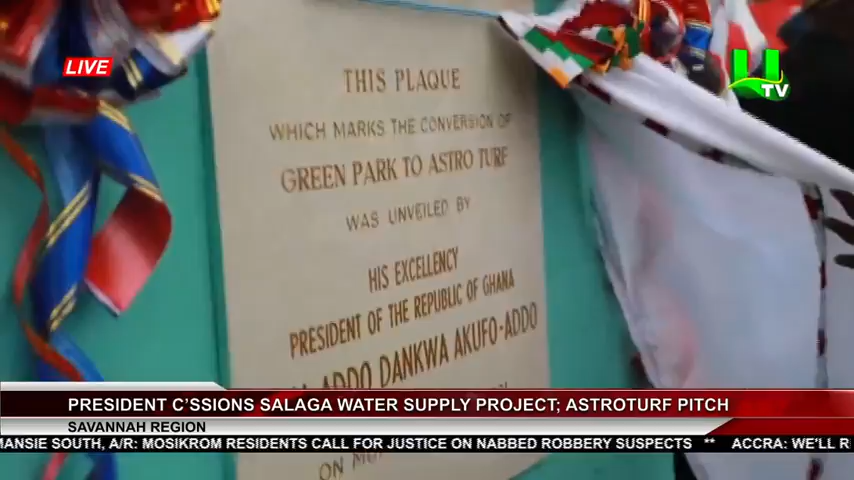 LIVE
U
TV
THIS PLAQUE
WHICH MARKS THE CONVERSION OF
GREEN PARK TO ASTRO TURF
WAS UNVEILED BY
HIS EXCELLENCY
PRESIDENT OF THE REPUBLIC OF GHANA
ADDO DANKWA AKUFO-ADDO
ON
PRESIDENT C'SSIONS SALAGA WATER SUPPLY PROJECT; ASTROTURF PITCH
SAVANNAH REGION
MANSIE SOUTH, A/R: MOSIKROM RESIDENTS CALL FOR JUSTICE ON NABBED ROBBERY SUSPECTS ** ACCRA: WE'LL R